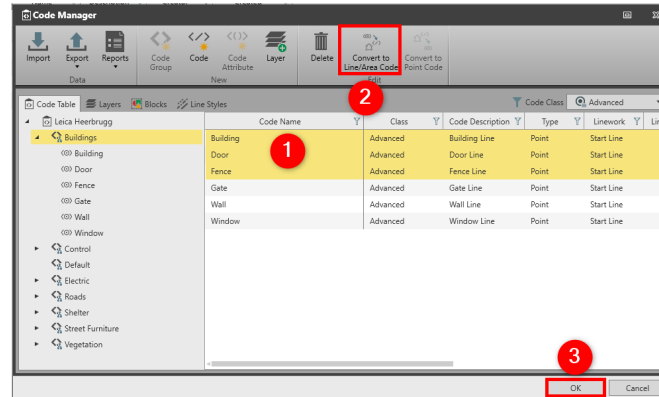 Code Manager
Import Export Reports Code Group Code Code Attribute Layer Delete Convert to Line/Area Code Convert to Point Code
Data New Edit
2
Code Table Layers Blocks Line Styles Code Class Advanced
Leica Heerbrugg Code Name Class Code Description Type Linework
Buildings Building Advanced Building Line Point Start Line
1
Building Door Advanced Door Line Point Start Line
Door Fence Advanced Fence Line Point Start Line
Fence Gate Advanced Gate Line Point Start Line
Gate Wall Advanced Wall Line Point Start Line
Wall Window Advanced Window Line Point Start Line
Window
Control
Default
Electric
Roads
Shelter
Street Furniture
Vegetation
3
OK Cancel